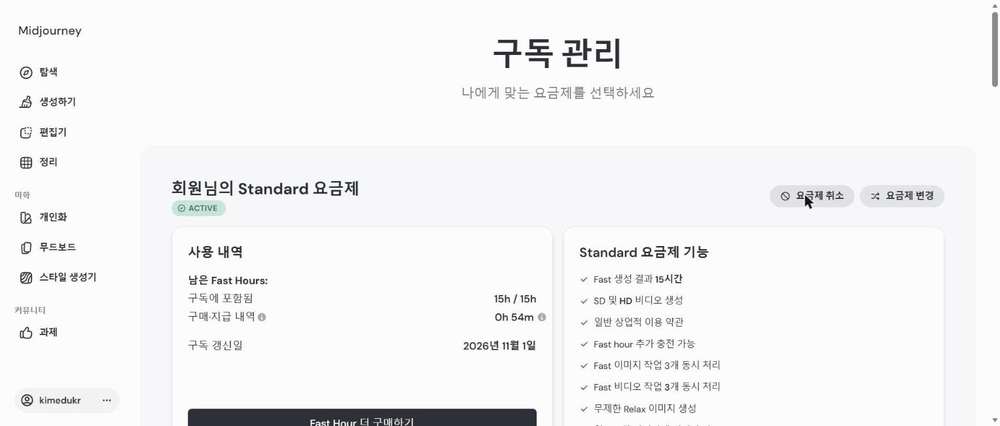 Midjourney
탐색
생성하기
편집기
정리
개인화
무드보드
스타일 생성기
커뮤니티
과제
kimedukr
구독 관리
나에게 맞는 요금제를 선택하세요
회원님의 Standard 요금제
ACTIVE
요금제 취소
요금제 변경
사용 내역
남은 Fast Hours:
구독에 포함됨
15h / 15h
구매·지급 내역
0h 54m
구독 갱신일
2026년 11월 1일
Fast Hour 더 구매하기
Standard 요금제 기능
Fast 생성 결과 15시간
SD 및 HD 비디오 생성
일반 상업적 이용 약관
Fast hour 추가 충전 가능
Fast 이미지 작업 3개 동시 처리
Fast 비디오 작업 3개 동시 처리
무제한 Relax 이미지 생성